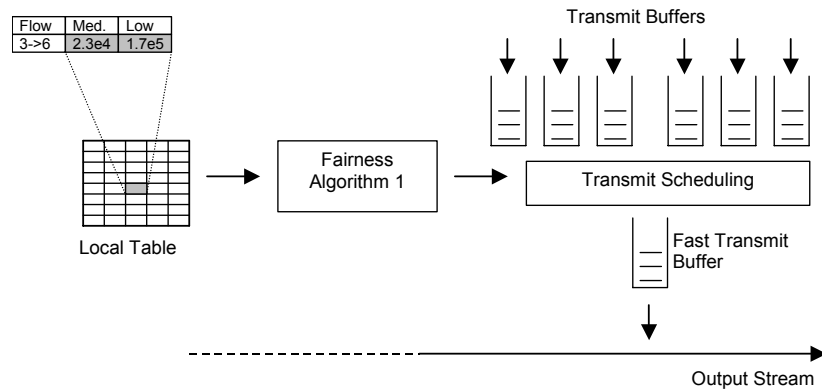 Flow Med. Low
3->6 2.3e4 1.7e5
Transmit Buffers
Fairness
Algorithm 1
Transmit Scheduling
Local Table
Fast Transmit
Buffer
Output Stream